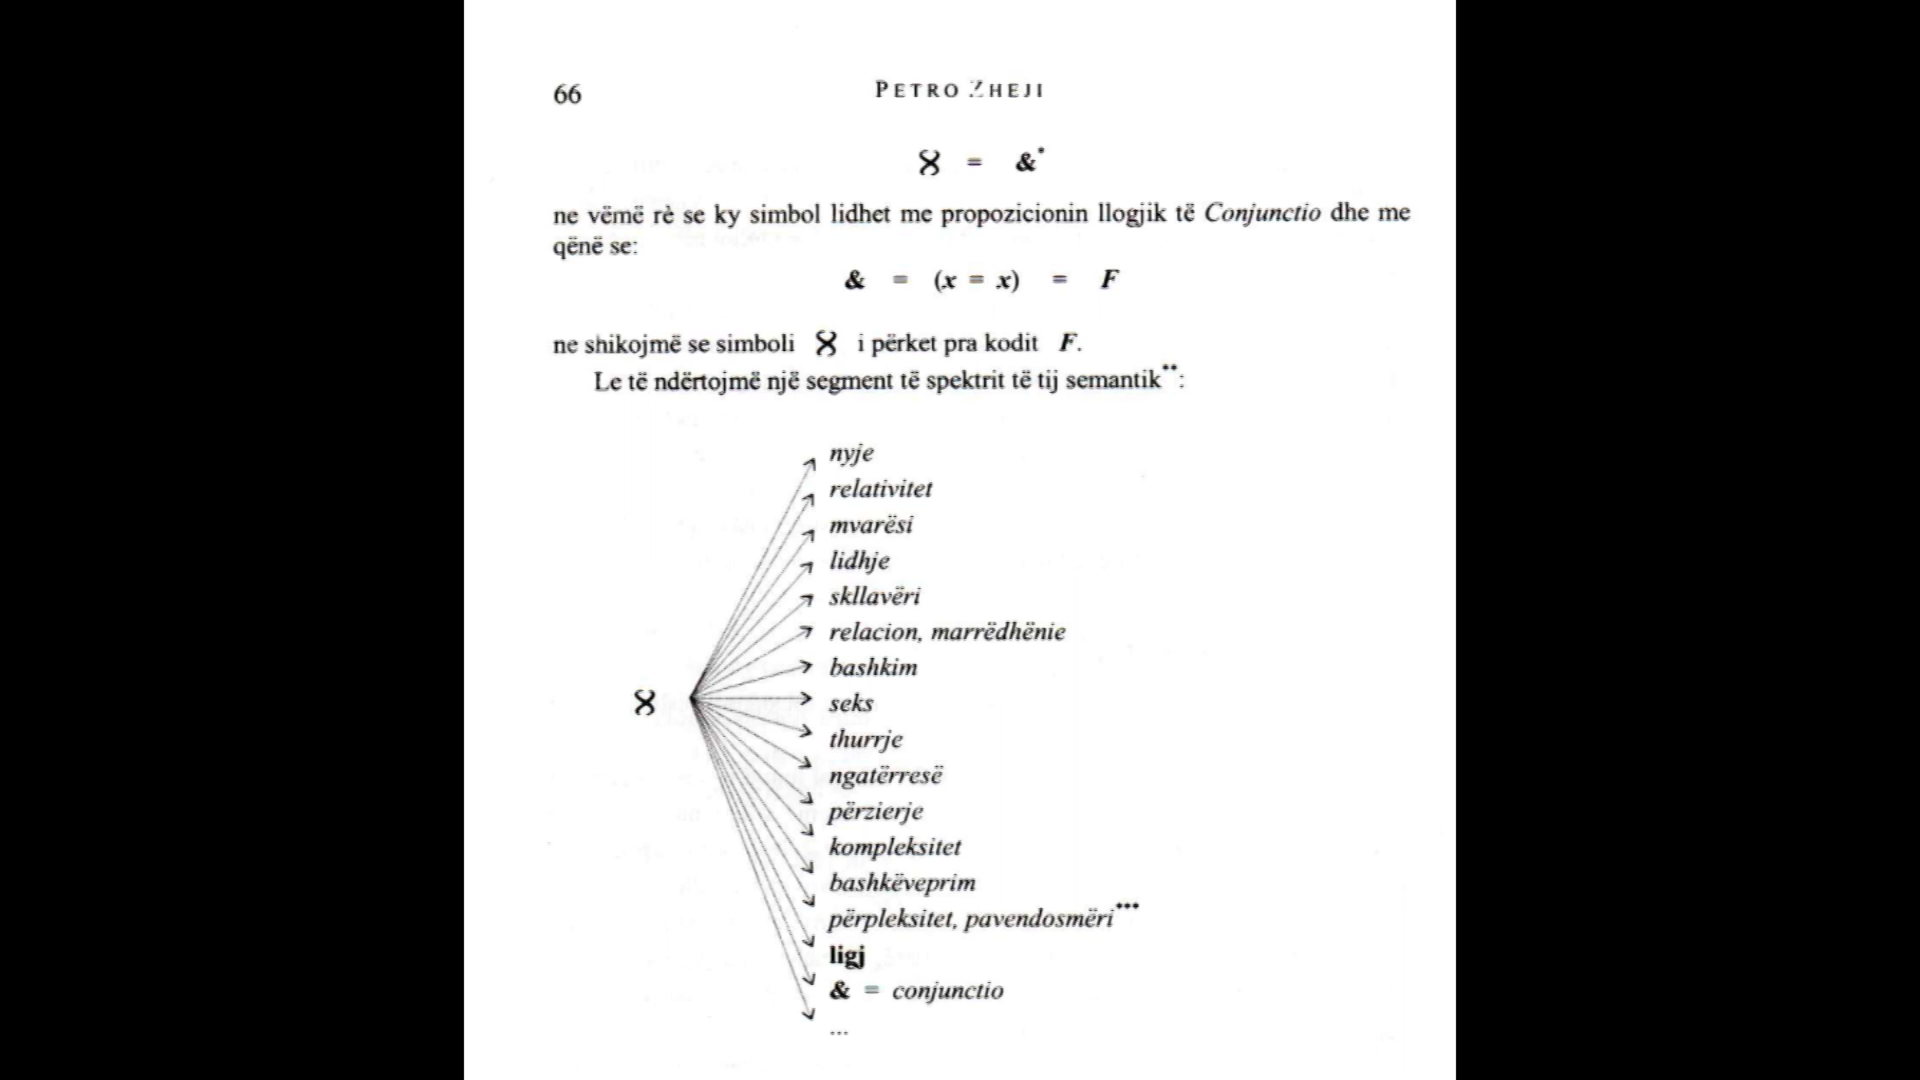 66 PETRO ZHEJI
8 = &*
ne vëmë rè se ky simbol lidhet me propozicionin llogjik të Conjunctio dhe me
qënë se:
& = (x = x) = F
ne shikojmë se simboli 8 i përket pra kodit F.
Le të ndërtojmë një segment të spektrit të tij semantik**:
nyje
relativitet
mvarësi
lidhje
skllavëri
relacion, marrëdhënie
bashkim
8
seks
thurrje
ngatërresë
përzierje
kompleksitet
bashkëveprim
përpleksitet, pavendosmëri***
ligj
& = conjunctio
...